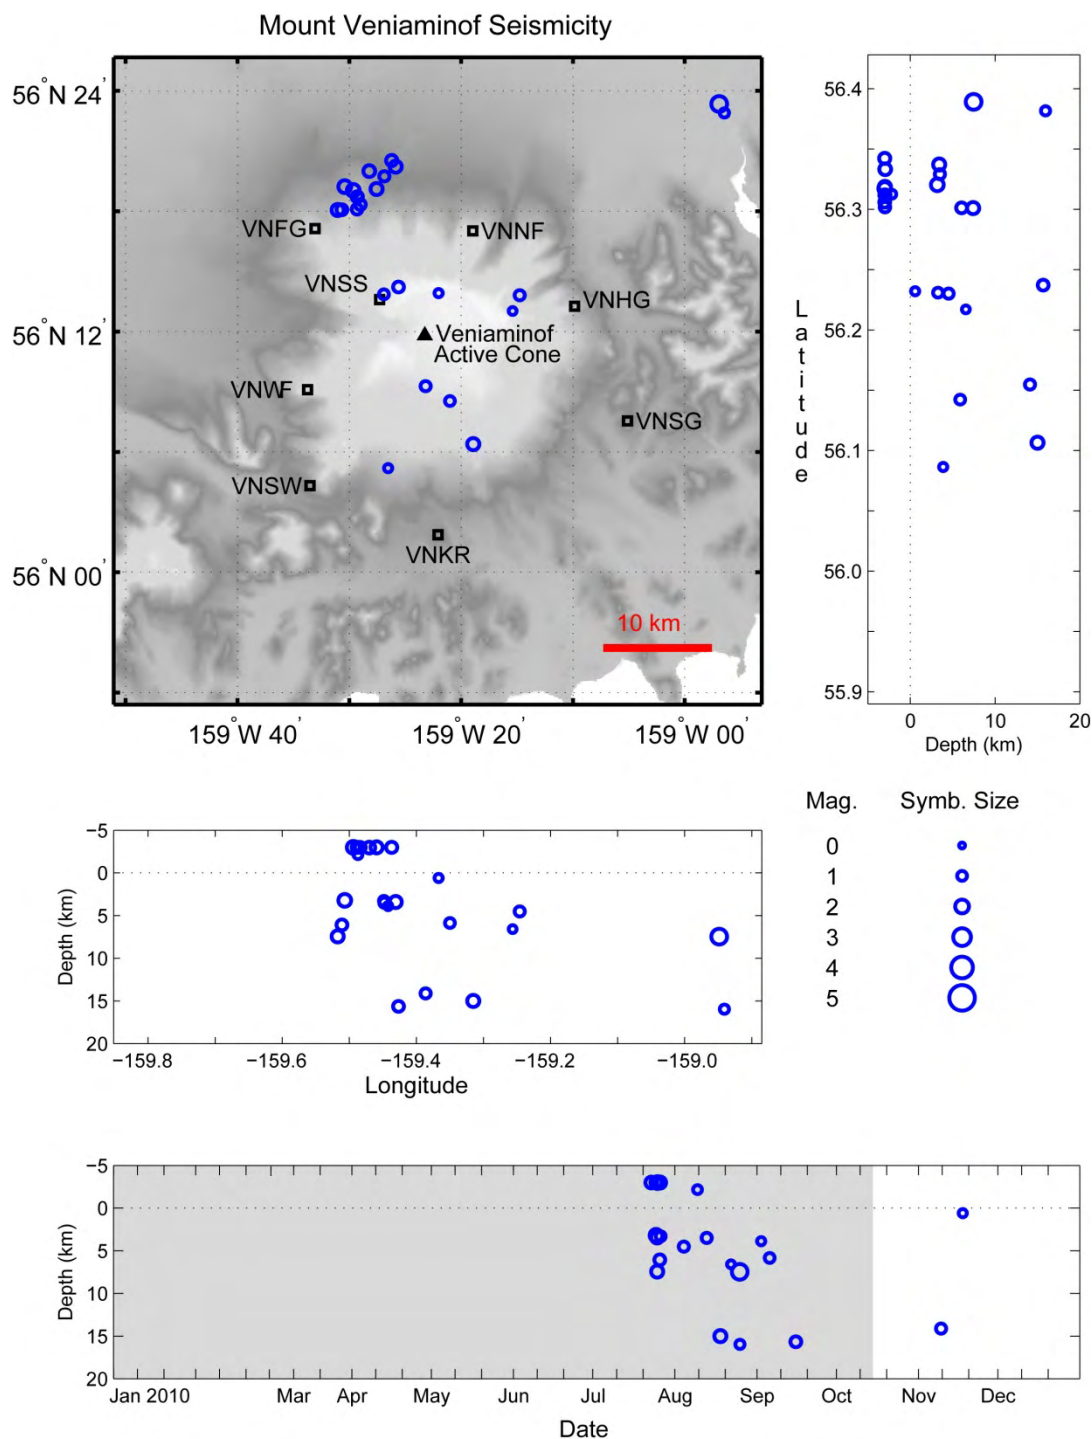 Mount Veniaminof Seismicity
56°N 24'
56°N 12'
56°N 00'
VNFG
VNNF
VNSS
VNHG
Veniaminof
Active Cone
VNWF
VNSG
VNSW
VNKR
10 km
159°W 40'
159°W 20'
159°W 00'
56.4
56.3
56.2
56.1
56.0
55.9
Latitude
0
10
20
Depth (km)
Mag.
Symb. Size
0
1
2
3
4
5
−5
0
5
10
15
20
Depth (km)
−159.8
−159.6
−159.4
−159.2
−159.0
Longitude
−5
0
5
10
15
20
Depth (km)
Jan 2010
Mar
Apr
May
Jun
Jul
Aug
Sep
Oct
Nov
Dec
Date